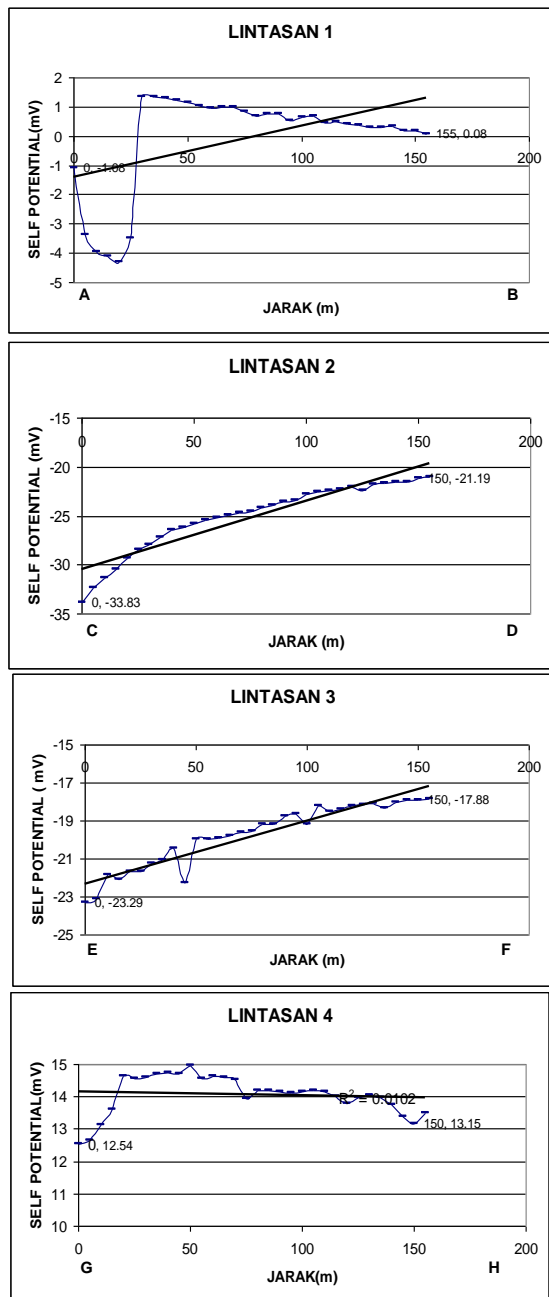 LINTASAN 1
SELF POTENTIAL(mV)
2
1
0
-1
-2
-3
-4
-5
0 50 100 150 200
0, -1.08
155, 0.08
A B
JARAK (m)
LINTASAN 2
SELF POTENTIAL (mV)
-15
-20
-25
-30
-35
0 50 100 150 200
150, -21.19
0, -33.83
C D
JARAK (m)
LINTASAN 3
SELF POTENTIAL ( mV)
-15
-17
-19
-21
-23
-25
0 50 100 150 200
150, -17.88
0, -23.29
E F
JARAK (m)
LINTASAN 4
SELF POTENTIAL(mV)
15
14
13
12
11
10
R² = 0.0102
0, 12.54
150, 13.15
0 50 100 150 200
G H
JARAK(m)